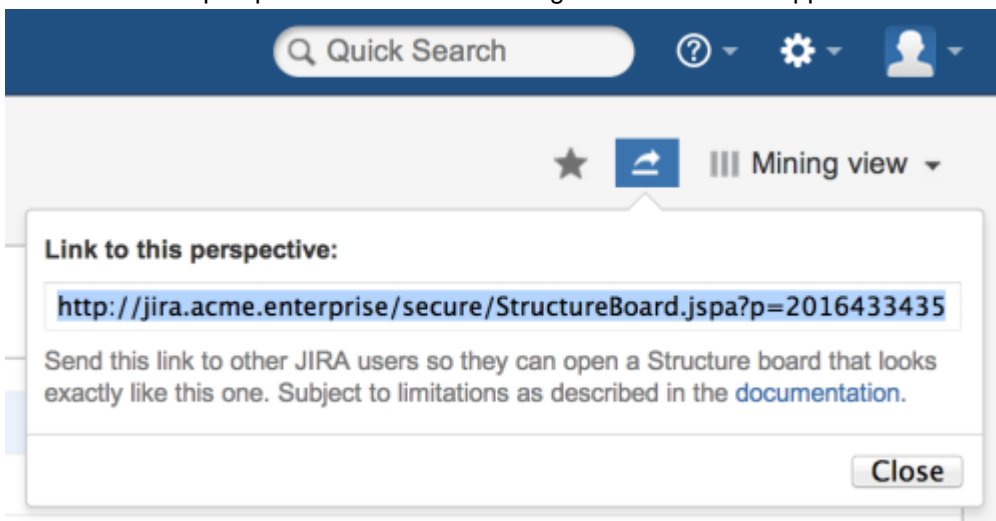 Quick Search
Mining view
Link to this perspective:
http://jira.acme.enterprise/secure/StructureBoard.jspa?p=2016433435
Send this link to other JIRA users so they can open a Structure board that looks
exactly like this one. Subject to limitations as described in the documentation.
Close